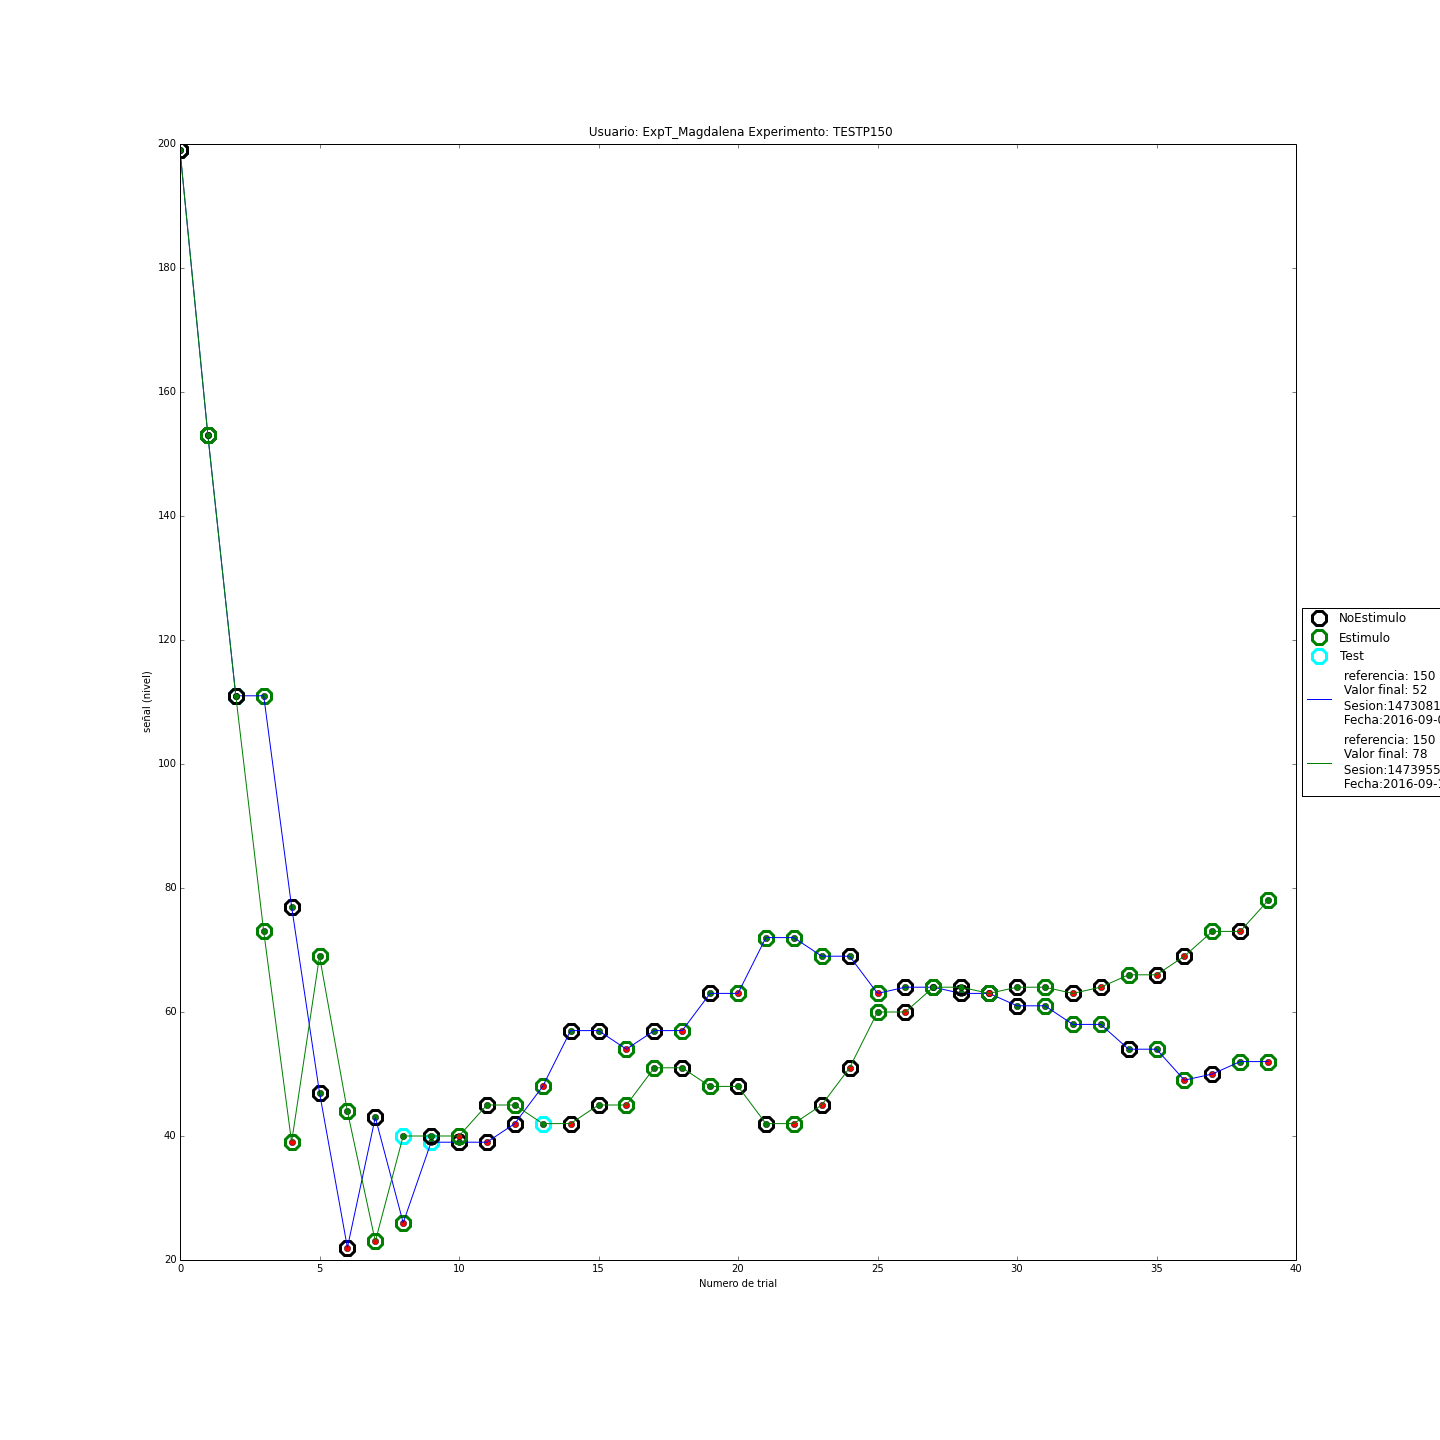 Usuario: ExpT_Magdalena Experimento: TESTP150
200
180
160
140
120
100
80
60
40
20
señal (nivel)
0 5 10 15 20 25 30 35 40
Numero de trial
NoEstimulo
Estimulo
Test
referencia: 150
Valor final: 52
Sesion:1473081
Fecha:2016-09-0
referencia: 150
Valor final: 78
Sesion:1473955
Fecha:2016-09-1